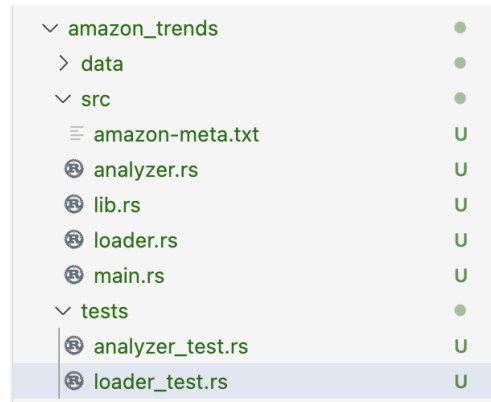 amazon_trends
data
src
amazon-meta.txt U
analyzer.rs U
lib.rs U
loader.rs U
main.rs U
tests
analyzer_test.rs U
loader_test.rs U